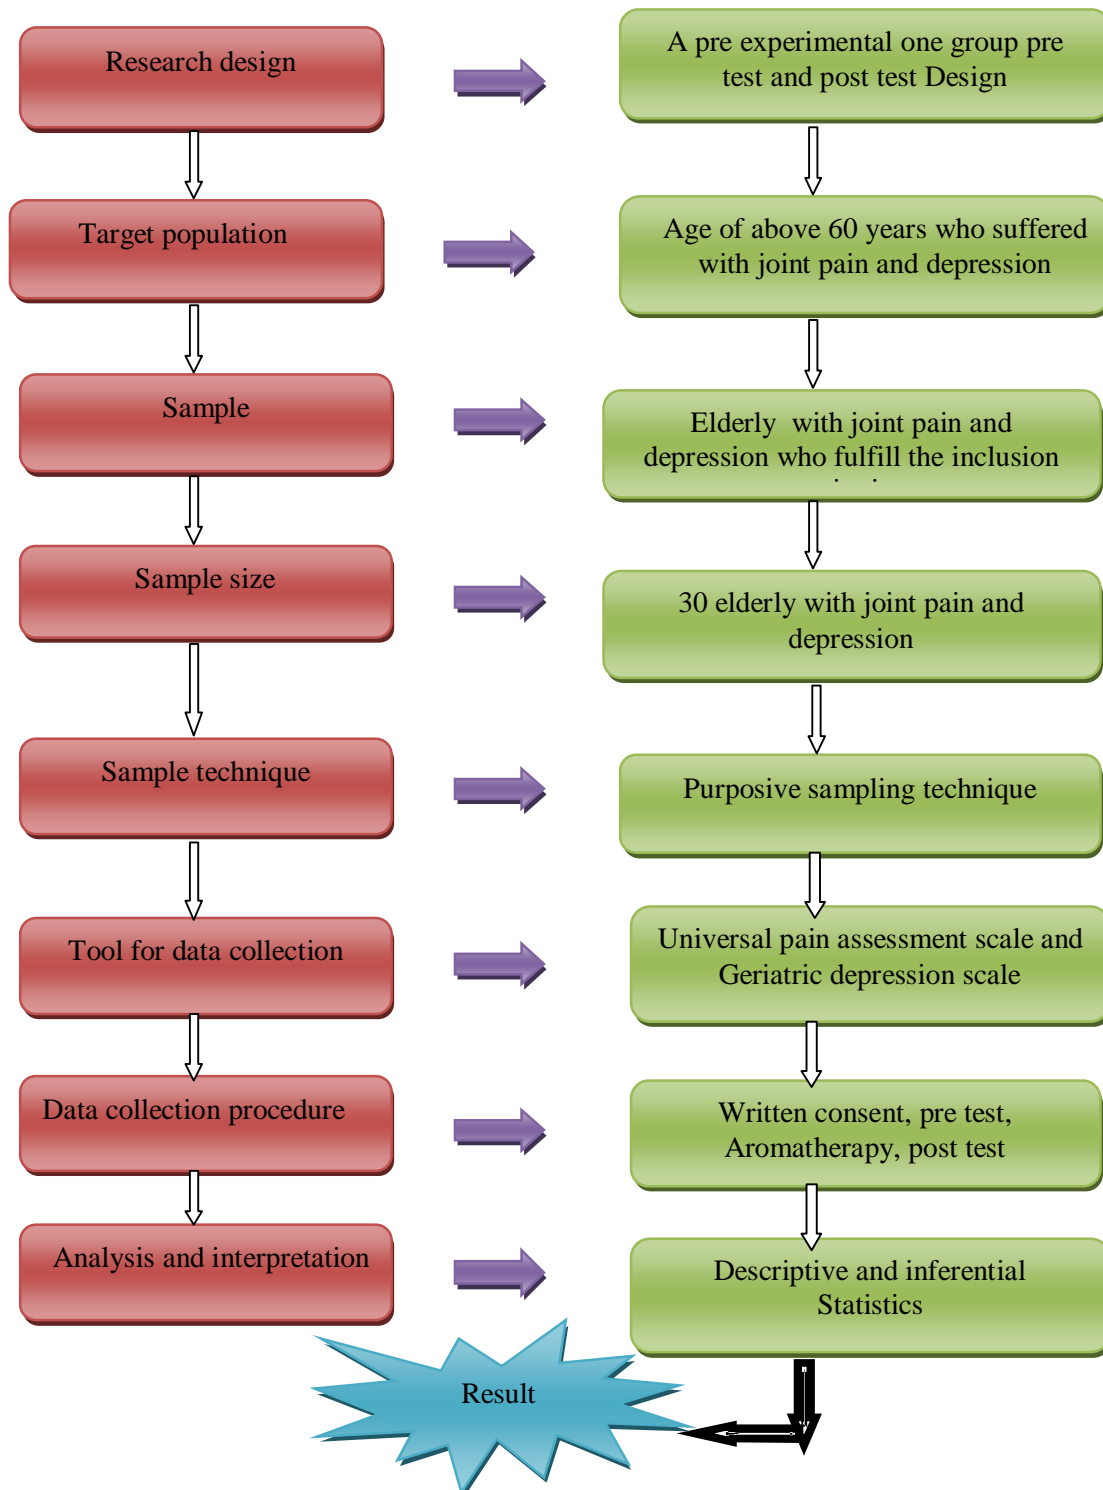 Research design
A pre experimental one group pre
test and post test Design
Target population
Age of above 60 years who suffered
with joint pain and depression
Sample
Elderly with joint pain and
depression who fulfill the inclusion
Sample size
30 elderly with joint pain and
depression
Sample technique
Purposive sampling technique
Tool for data collection
Universal pain assessment scale and
Geriatric depression scale
Data collection procedure
Written consent, pre test,
Aromatherapy, post test
Analysis and interpretation
Descriptive and inferential
Statistics
Result